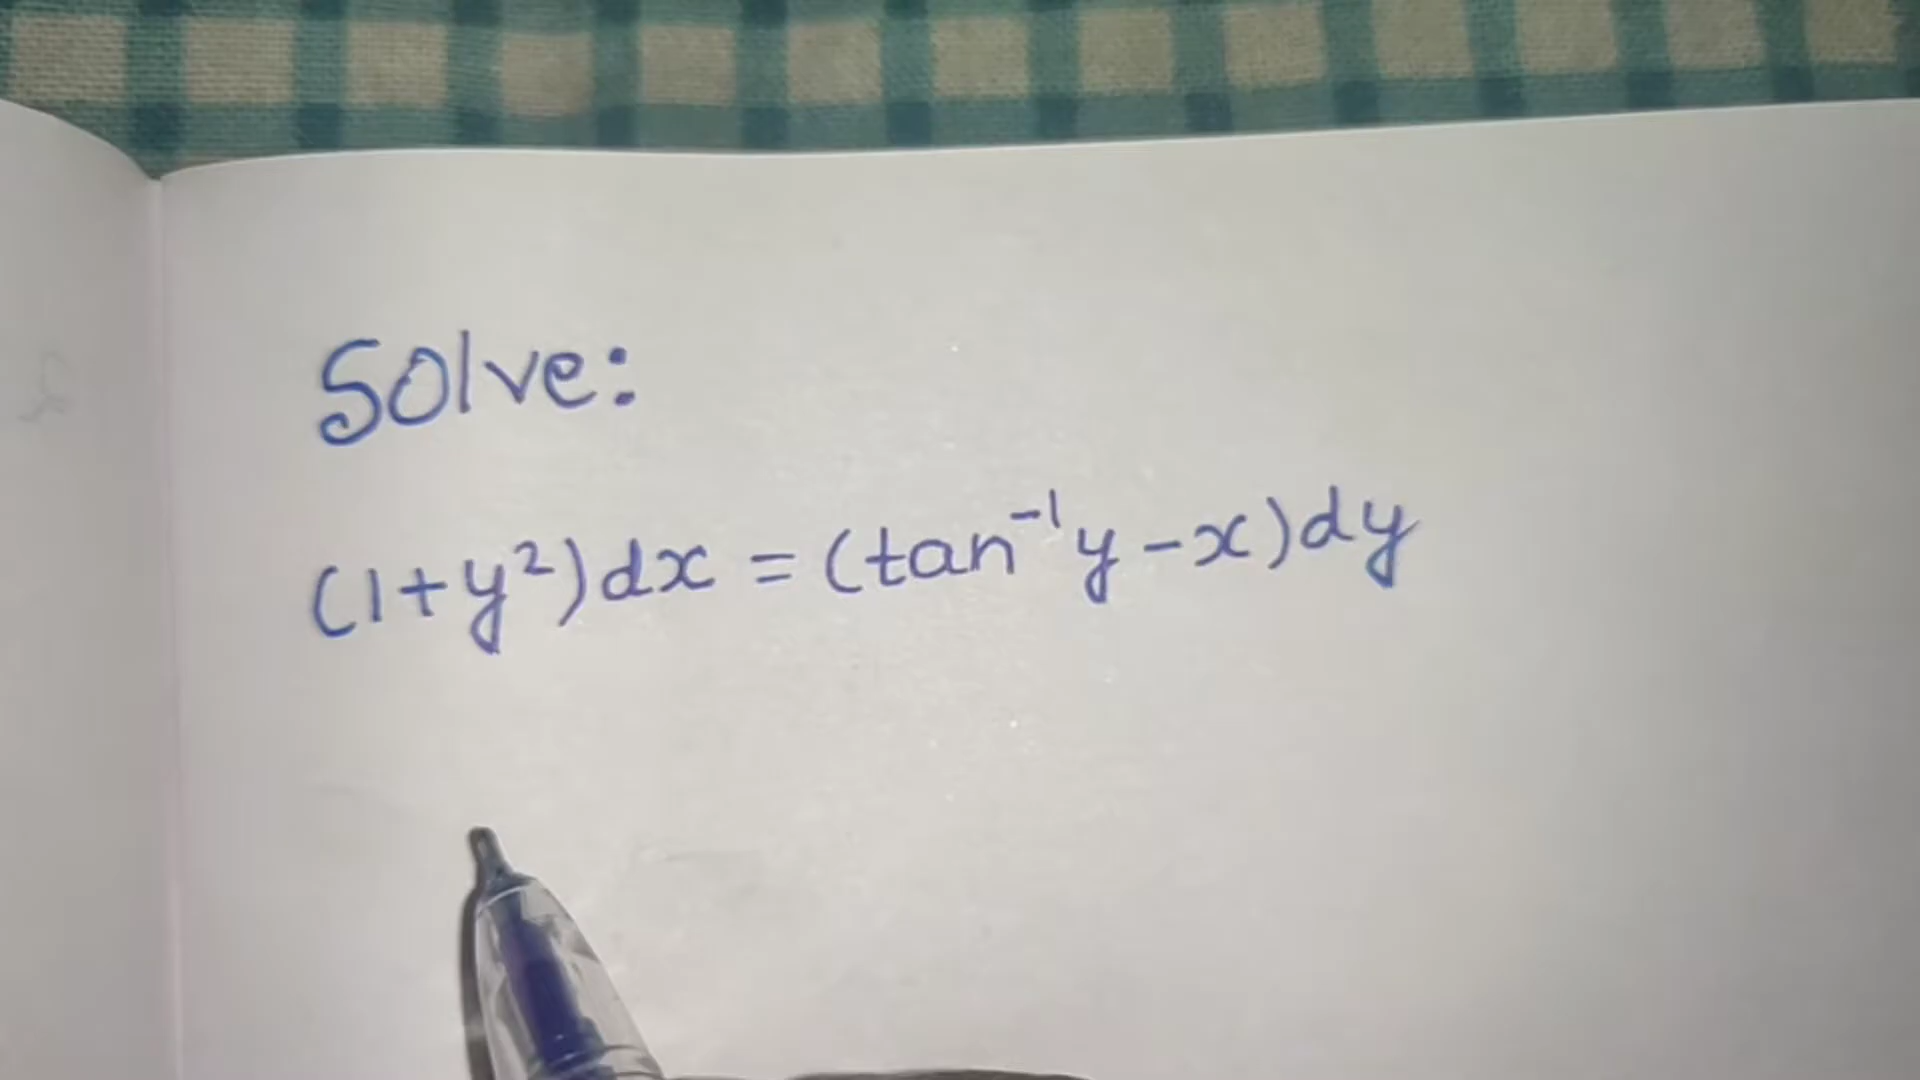 Solve:
(1+y²)dx = (tan⁻¹y-x)dy